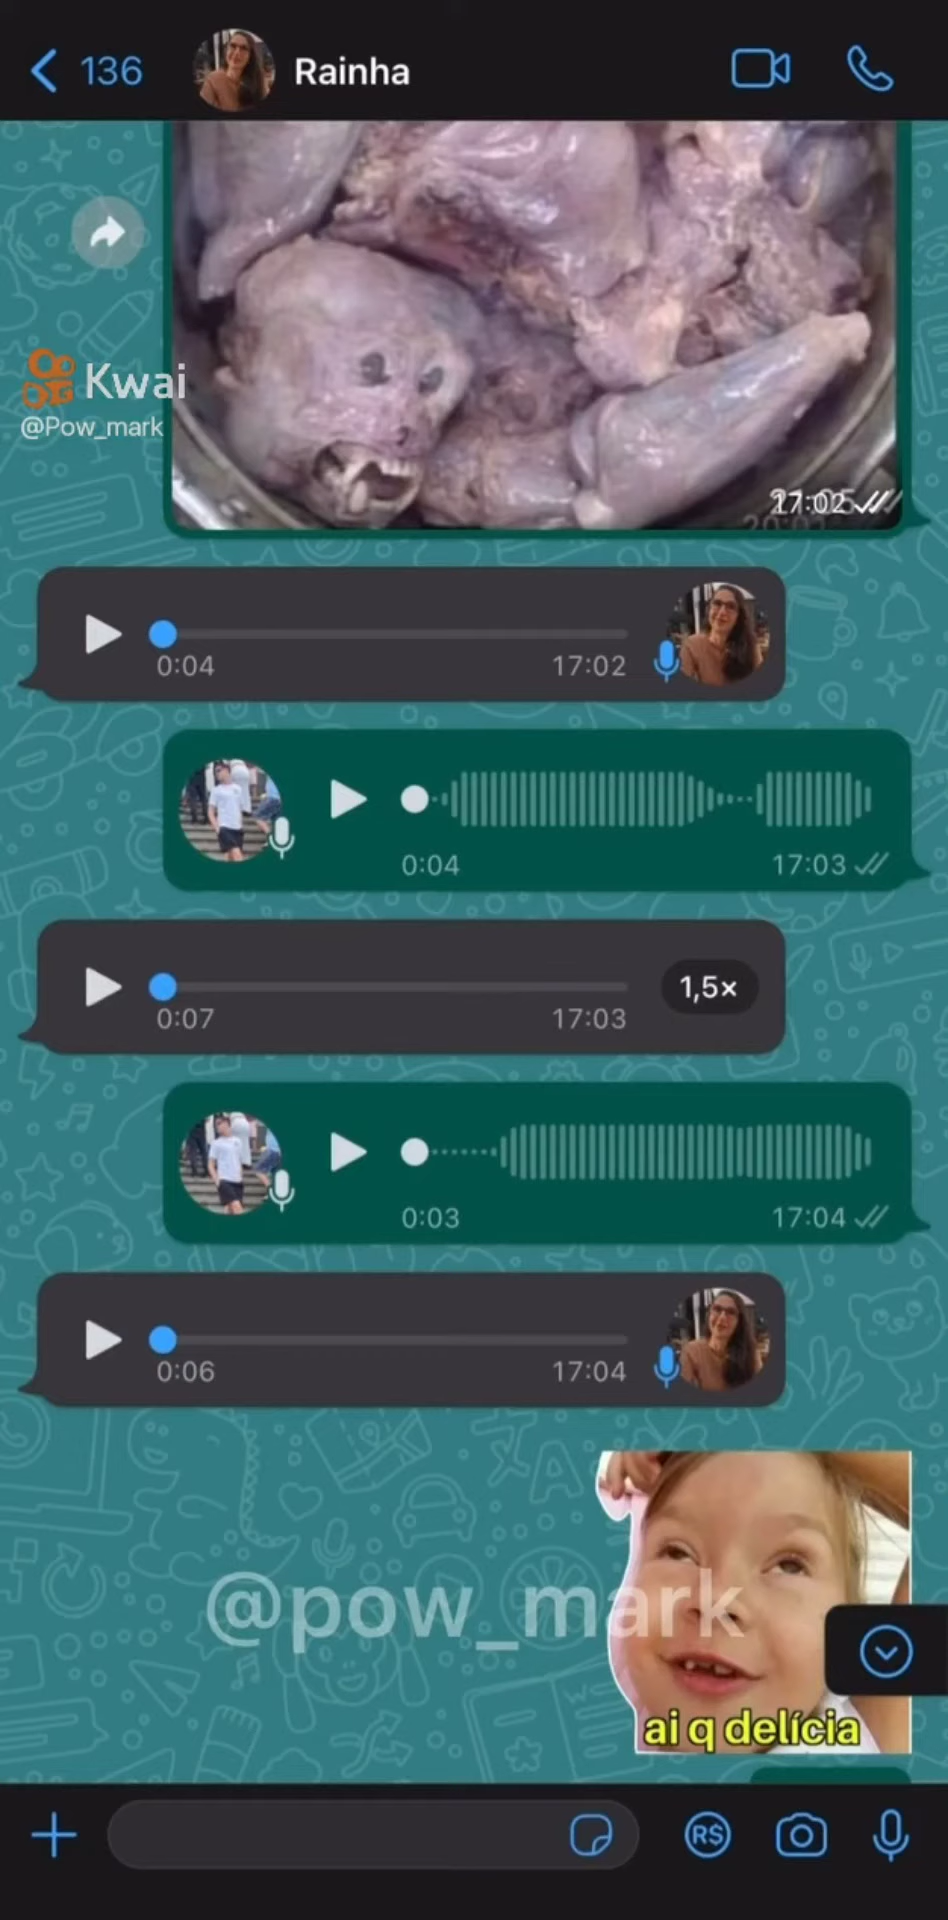 136
Rainha
Kwai
@Pow_mark
17:02
0:04
17:02
0:04
17:03
0:07
17:03
1,5×
0:03
17:04
0:06
17:04
@pow_mark
ai q delícia
R$